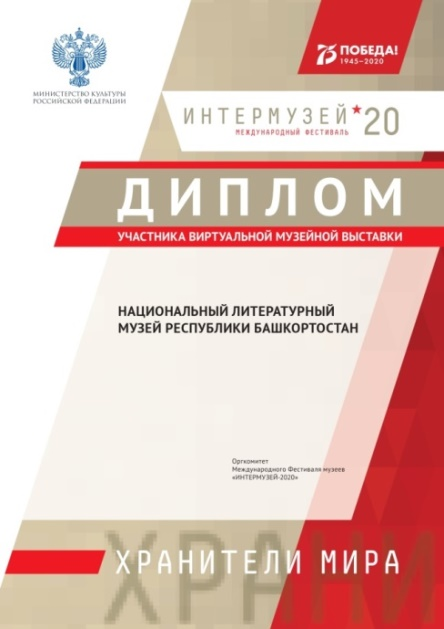 75 ПОБЕДА!
1945–2020
МИНИСТЕРСТВО КУЛЬТУРЫ
РОССИЙСКОЙ ФЕДЕРАЦИИ
ИНТЕРМУЗЕЙ★20
МЕЖДУНАРОДНЫЙ ФЕСТИВАЛЬ
ДИПЛОМ
УЧАСТНИКА ВИРТУАЛЬНОЙ МУЗЕЙНОЙ ВЫСТАВКИ
НАЦИОНАЛЬНЫЙ ЛИТЕРАТУРНЫЙ
МУЗЕЙ РЕСПУБЛИКИ БАШКОРТОСТАН
Оргкомитет
Международного Фестиваля музеев
«ИНТЕРМУЗЕЙ-2020»
ХРАНИ
ХРАНИТЕЛИ МИРА